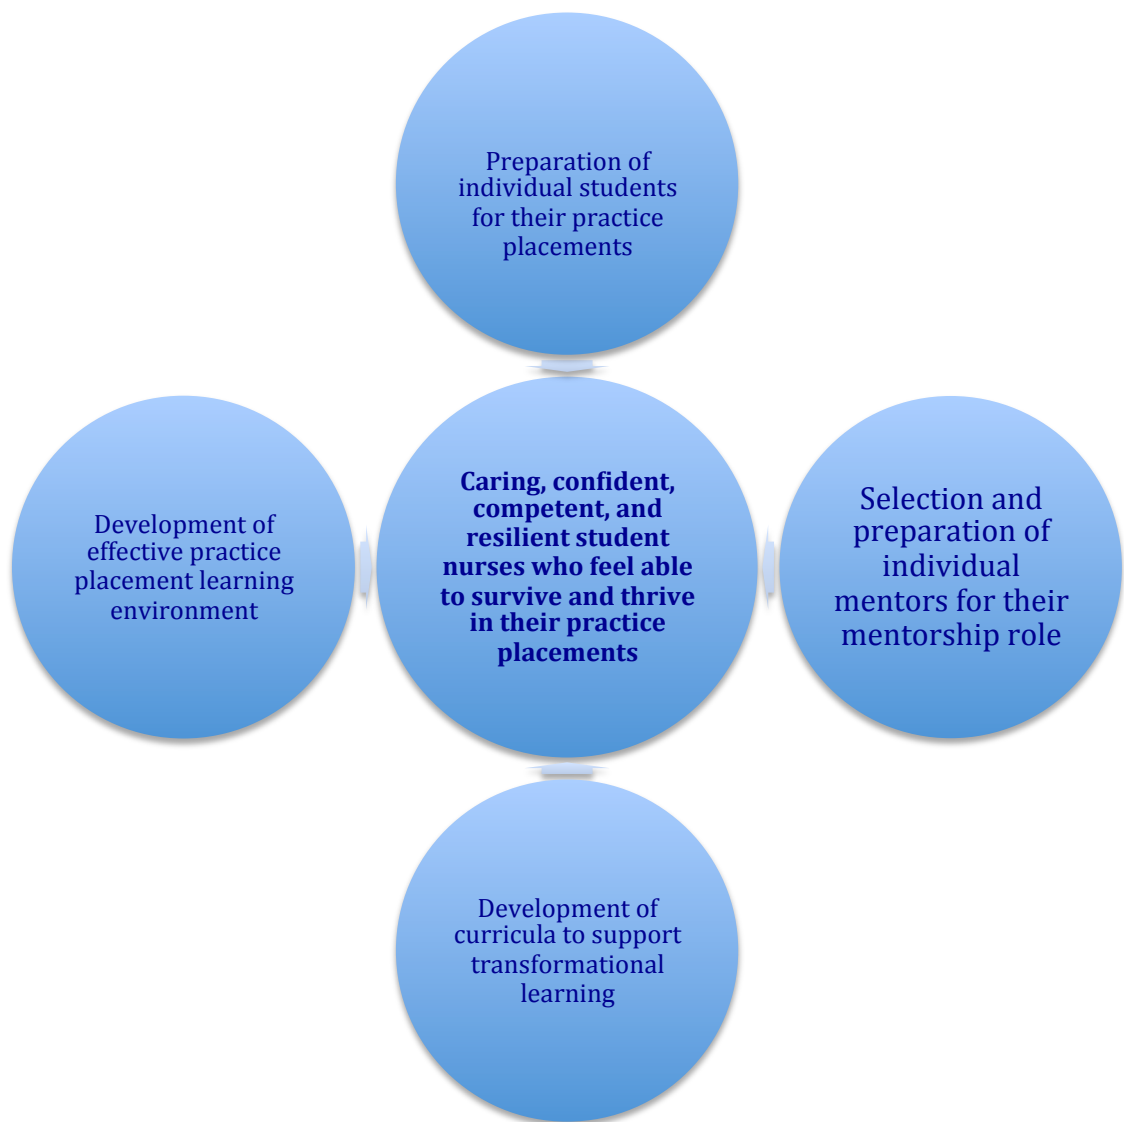 Preparation of
individual students
for their practice
placements
Development of
effective practice
placement learning
environment
Caring, confident,
competent, and
resilient student
nurses who feel able
to survive and thrive
in their practice
placements
Selection and
preparation of
individual
mentors for their
mentorship role
Development of
curricula to support
transformational
learning